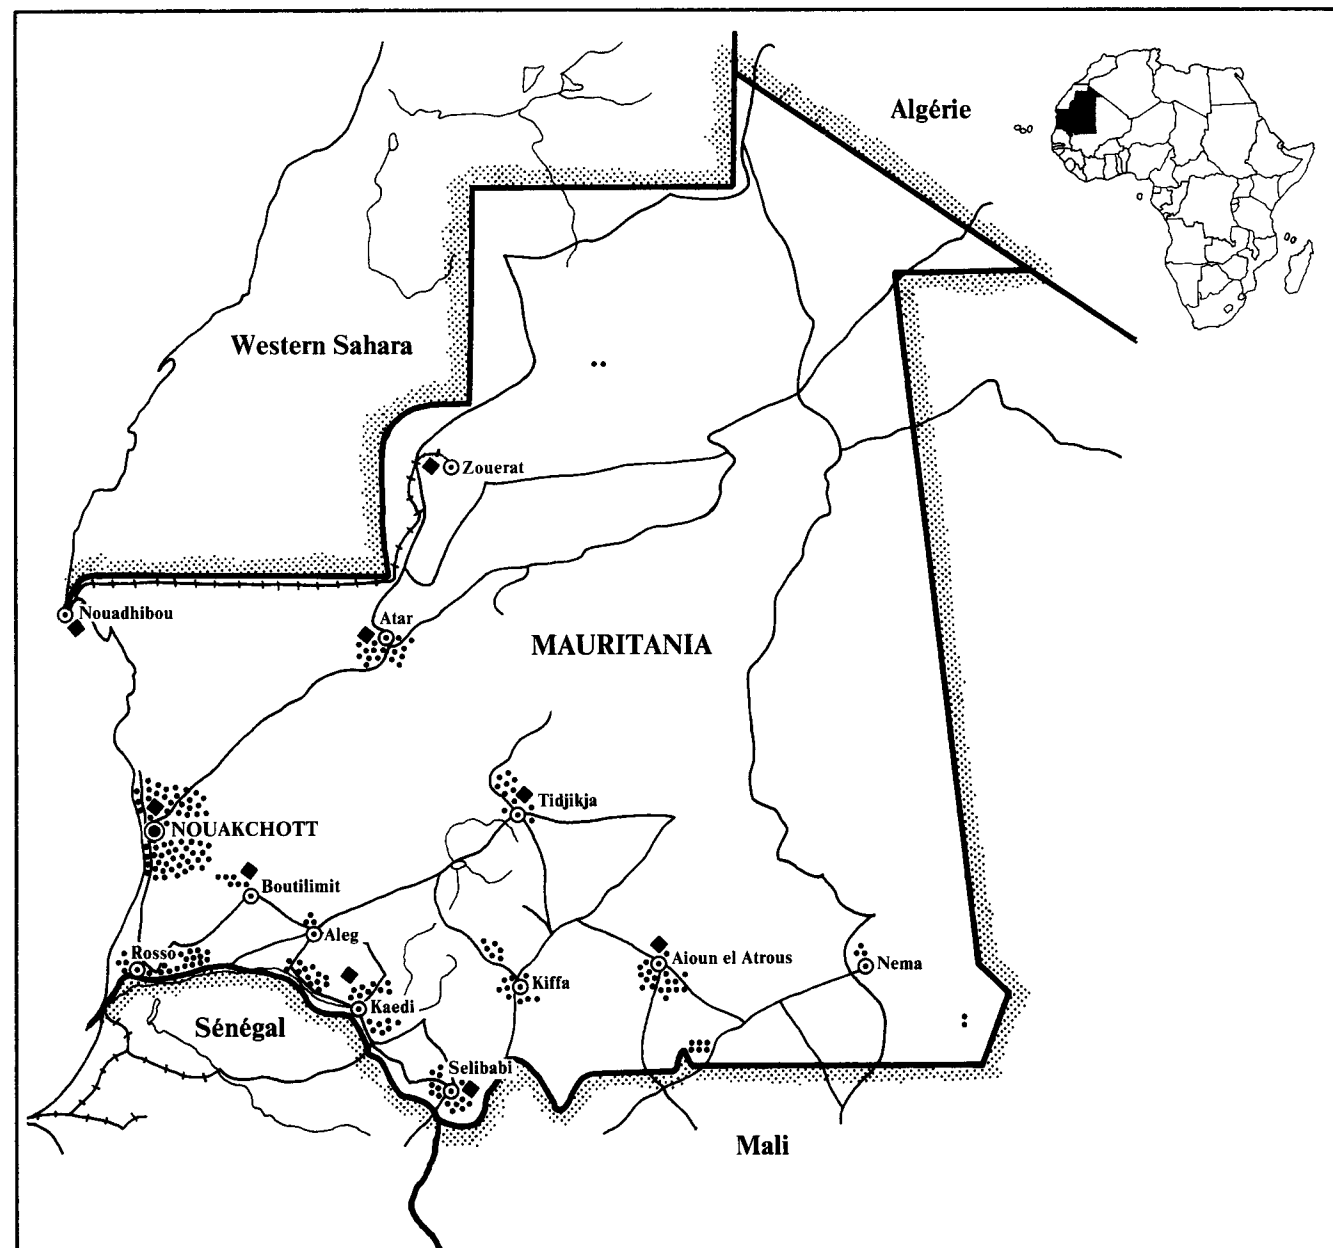 Algérie
Western Sahara
Zouerat
Nouadhibou
Atar
MAURITANIA
Tidjikja
NOUAKCHOTT
Boutilimit
Aleg
Rosso
Aioun el Atrous
Nema
Kiffa
Kaedi
Sénégal
Selibabi
Mali